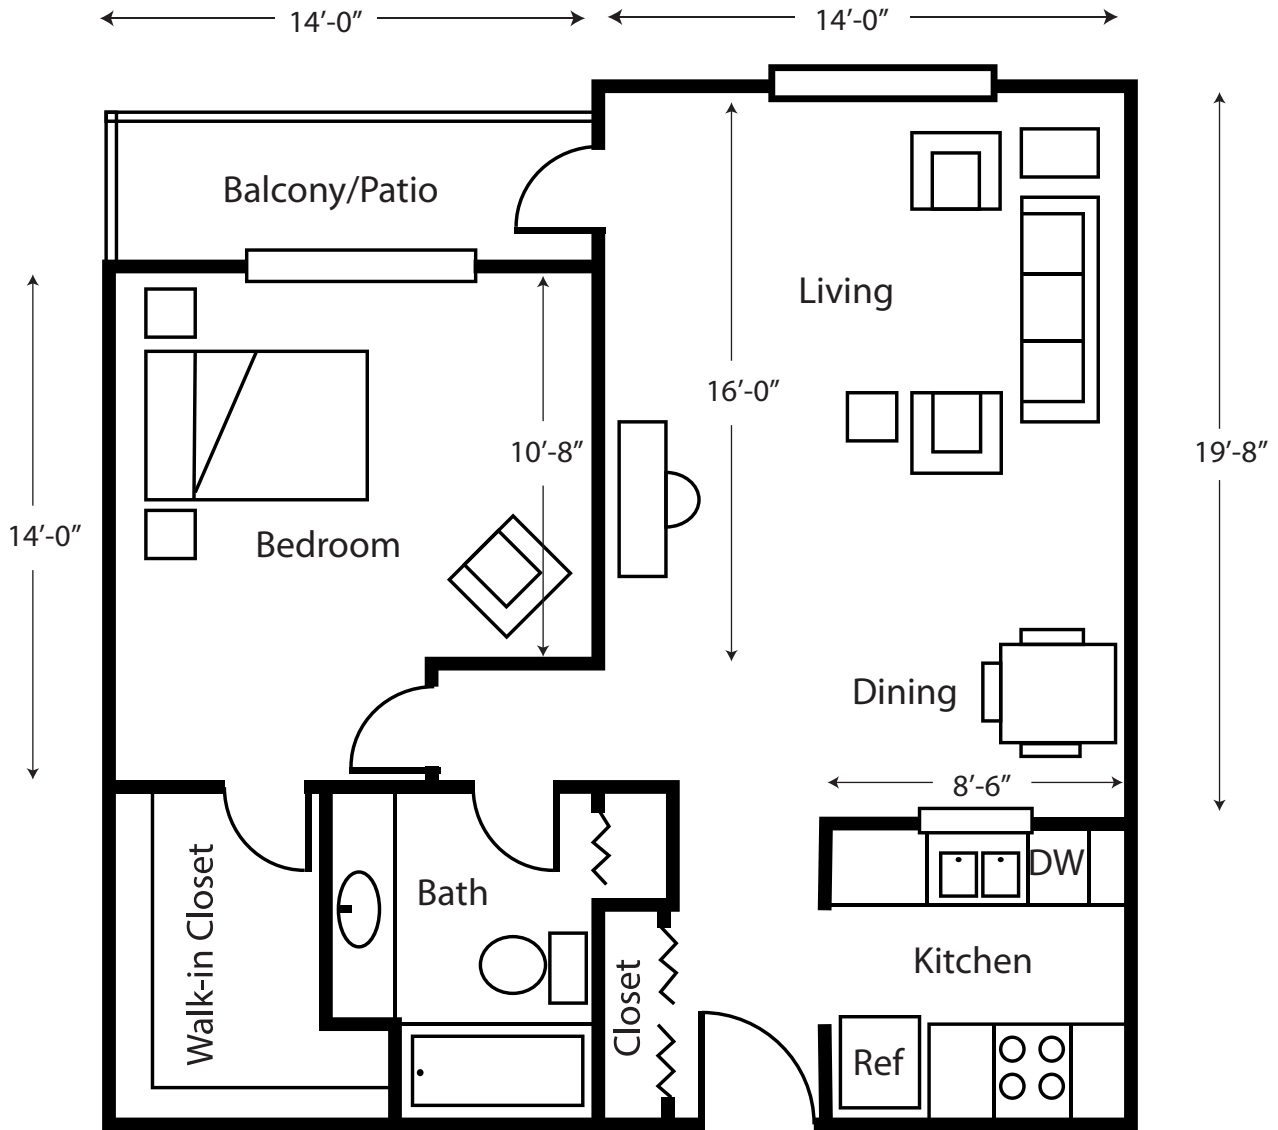 14’-0”
14’-0”
Balcony/Patio
Living
16’-0”
10’-8”
19’-8”
14’-0”
Bedroom
Dining
8’-6”
DW
Bath
Walk-in Closet
Kitchen
Closet
Ref